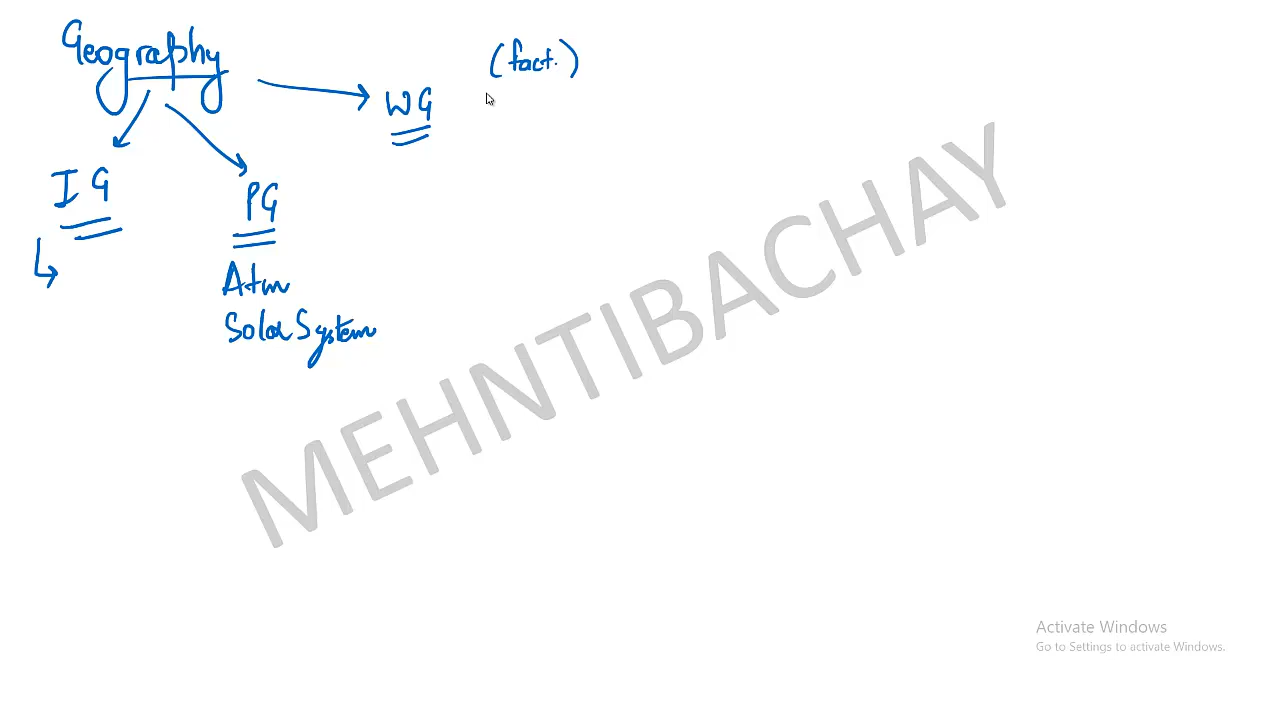 Geography
(fact.)
WG
IG
PG
Atm
Solar System
MEHNTIBACHAY
Activate Windows
Go to Settings to activate Windows.